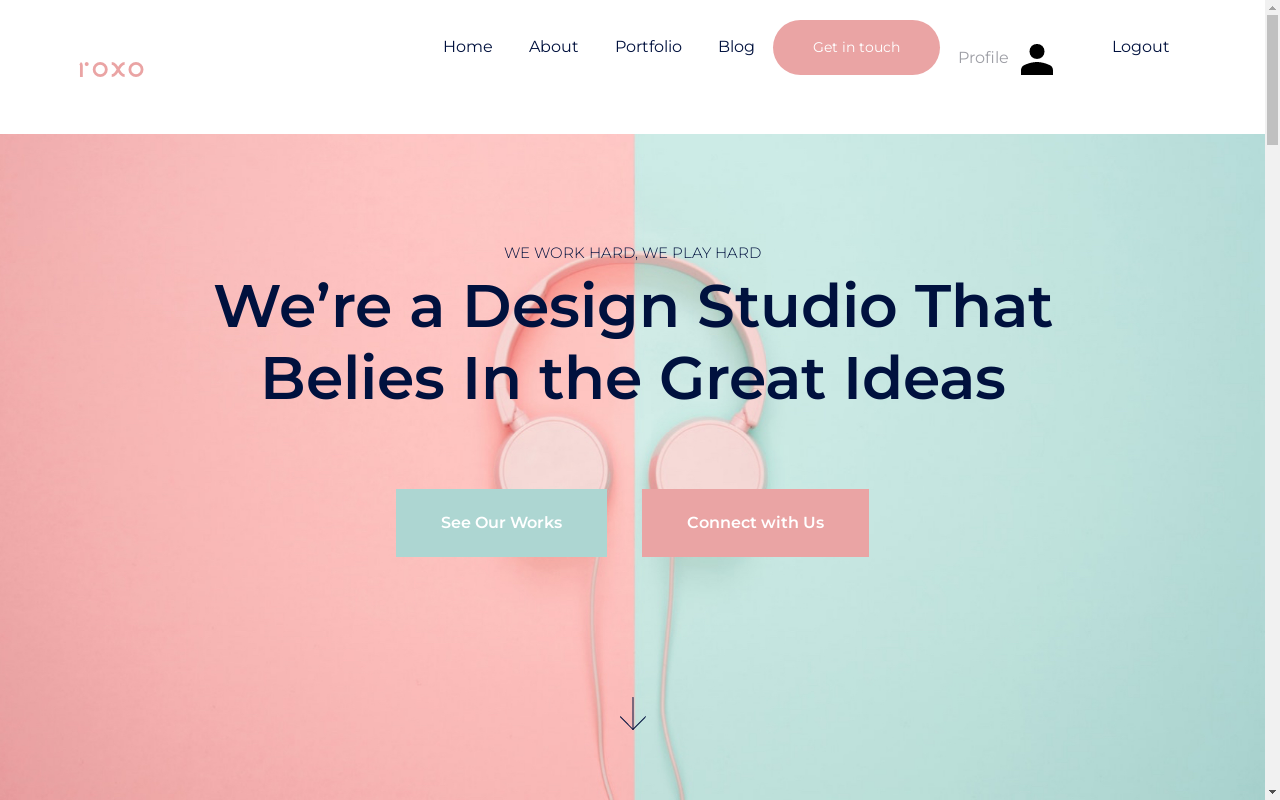 roxo
Home
About
Portfolio
Blog
Get in touch
Profile
Logout
WE WORK HARD, WE PLAY HARD
We’re a Design Studio That
Belies In the Great Ideas
See Our Works
Connect with Us